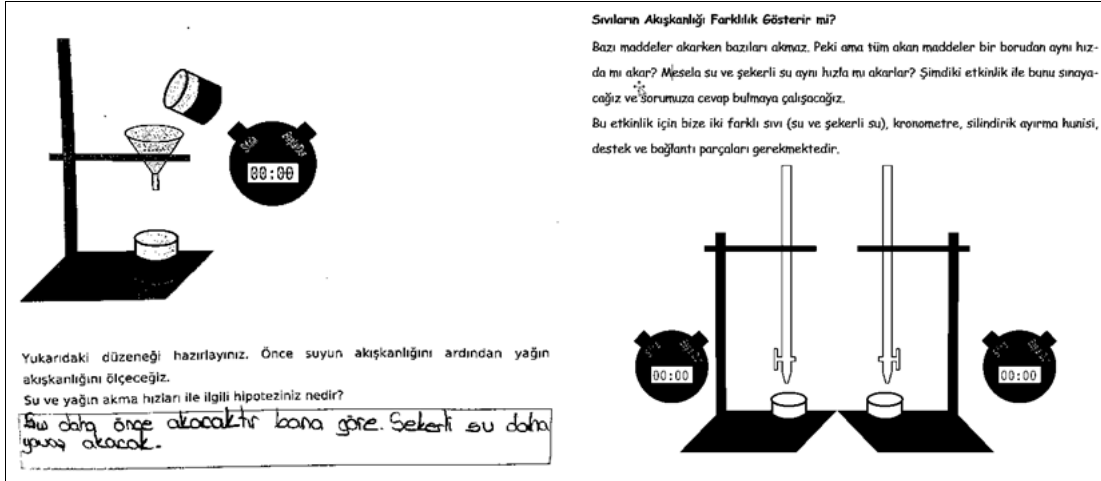 00:00
Yukarıdaki düzeneği hazırlayınız. Önce suyun akışkanlığını ardından yağın
akışkanlığını ölçeceğiz.
Su ve yağın akma hızları ile ilgili hipoteziniz nedir?
Su daha önce akacaktır bana göre. Şekerli su daha
yavaş akacak.
Sıvıların Akışkanlığı Farklılık Gösterir mi?
Bazı maddeler akarken bazıları akmaz. Peki ama tüm akan maddeler bir borudan aynı hız-
da mı akar? Mesela su ve şekerli su aynı hızla mı akarlar? Şimdiki etkinlik ile bunu sınaya-
cağız ve sorumuza cevap bulmaya çalışacağız.
Bu etkinlik için bize iki farklı sıvı (su ve şekerli su), kronometre, silindirik ayırma hunisi,
destek ve bağlantı parçaları gerekmektedir.
00:00
00:00